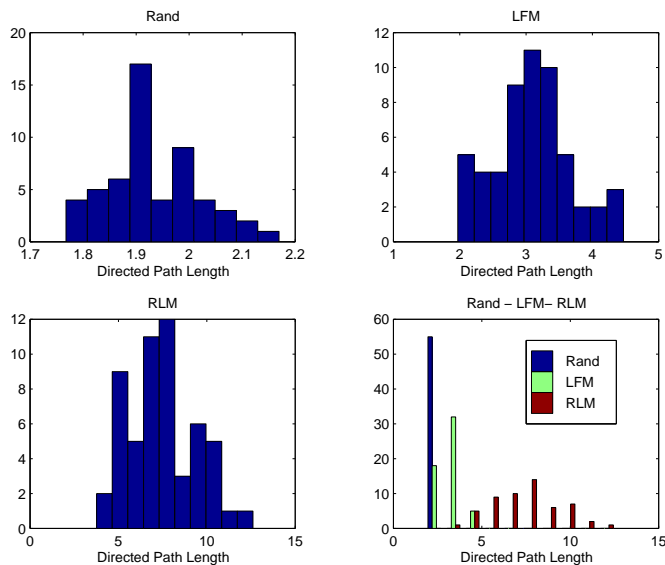 Rand
20
15
10
5
0
1.7 1.8 1.9 2 2.1 2.2
Directed Path Length
LFM
12
10
8
6
4
2
0
1 2 3 4 5
Directed Path Length
RLM
12
10
8
6
4
2
0
0 5 10 15
Directed Path Length
Rand − LFM− RLM
60
50
40
30
20
10
0
0 5 10 15
Directed Path Length
Rand
LFM
RLM